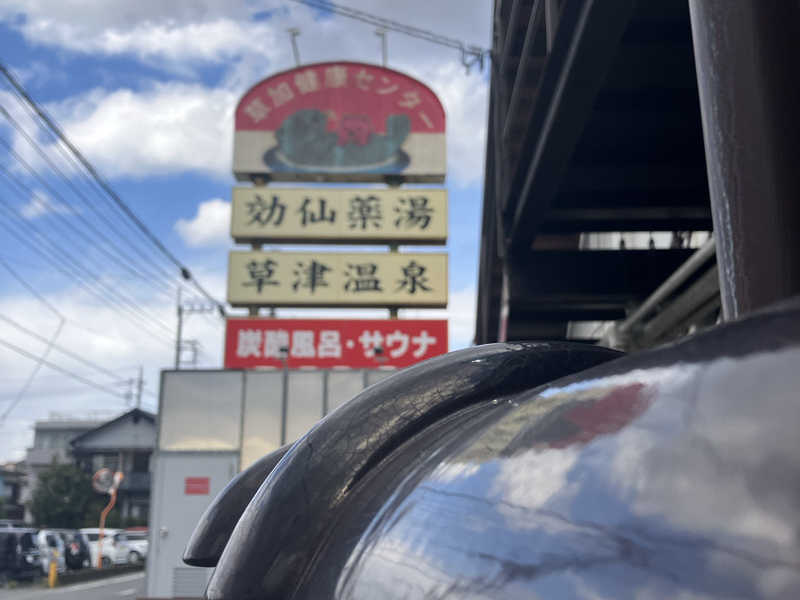 草加健康センター
効仙薬湯
草津温泉
炭酸風呂・サウナ